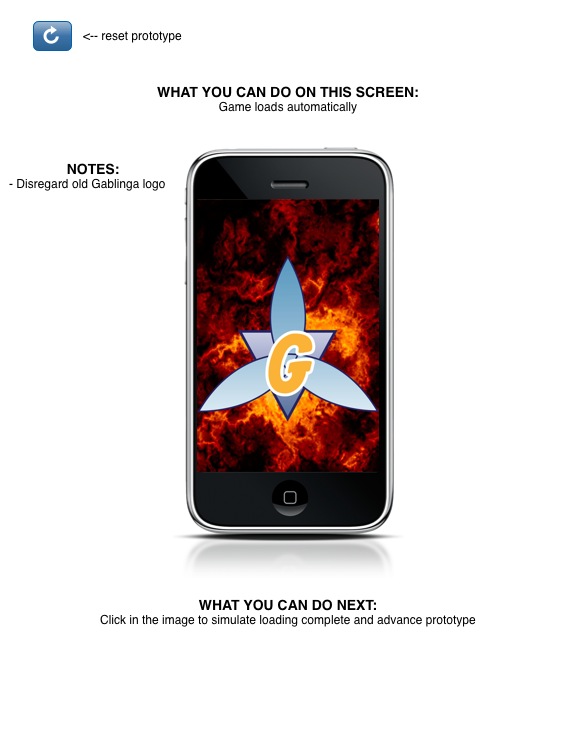 <-- reset prototype
WHAT YOU CAN DO ON THIS SCREEN:
Game loads automatically
NOTES:
- Disregard old Gablinga logo
G
WHAT YOU CAN DO NEXT:
Click in the image to simulate loading complete and advance prototype